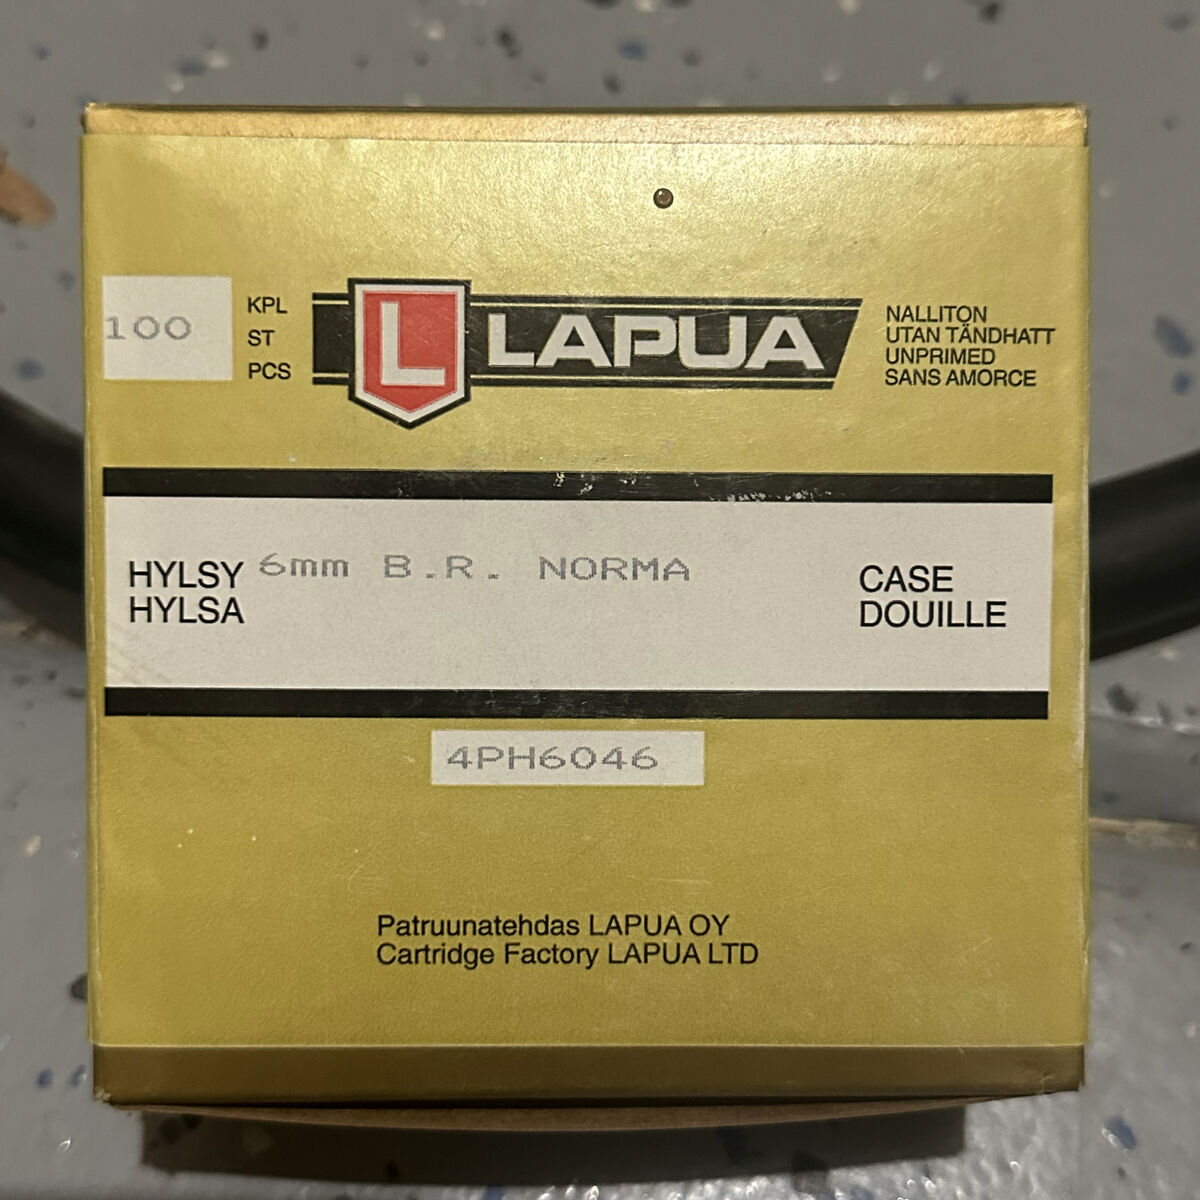 100
KPL
ST
PCS
L LAPUA
NALLITON
UTAN TÄNDHATT
UNPRIMED
SANS AMORCE
HYLSY 6mm B.R. NORMA
HYLSA
CASE
DOUILLE
4PH6046
Patruunatehdas LAPUA OY
Cartridge Factory LAPUA LTD